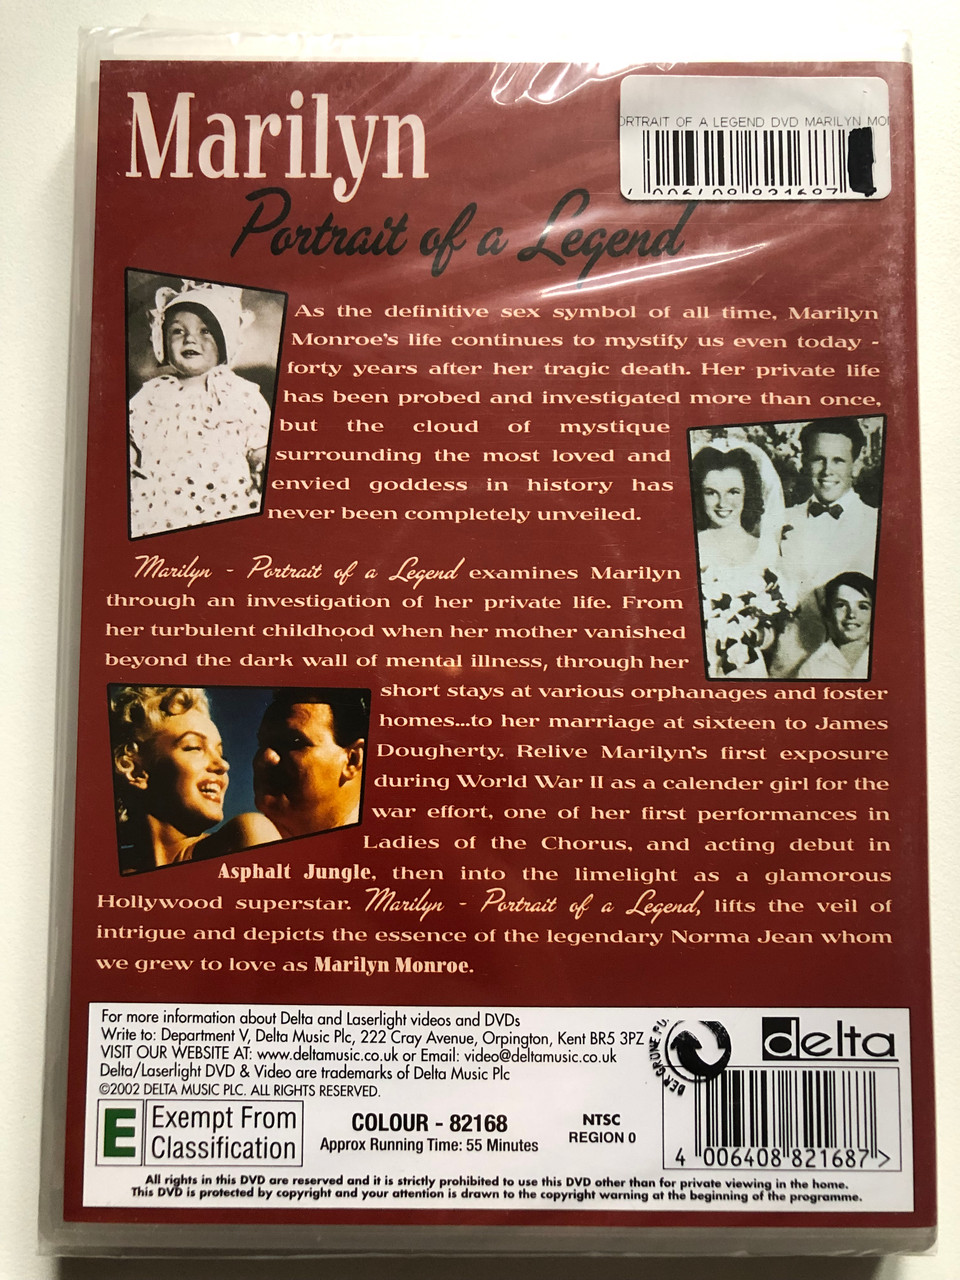 Marilyn
Portrait of a Legend
ORTRAIT OF A LEGEND DVD MARILYN MO
As the definitive sex symbol of all time, Marilyn
Monroe's life continues to mystify us even today -
forty years after her tragic death. Her private life
has been probed and investigated more than once,
but the cloud of mystique
surrounding the most loved and
envied goddess in history has
never been completely unveiled.
Marilyn - Portrait of a Legend examines Marilyn
through an investigation of her private life. From
her turbulent childhood when her mother vanished
beyond the dark wall of mental illness, through her
short stays at various orphanages and foster
homes...to her marriage at sixteen to James
Dougherty. Relive Marilyn's first exposure
during World War II as a calender girl for the
war effort, one of her first performances in
Ladies of the Chorus, and acting debut in
Asphalt Jungle, then into the limelight as a glamorous
Hollywood superstar. Marilyn - Portrait of a Legend, lifts the veil of
intrigue and depicts the essence of the legendary Norma Jean whom
we grew to love as Marilyn Monroe.
For more information about Delta and Laserlight videos and DVDs
Write to: Department V, Delta Music Plc, 222 Cray Avenue, Orpington, Kent BR5 3PZ
VISIT OUR WEBSITE AT: www.deltamusic.co.uk or Email: video@deltamusic.co.uk
Delta/Laserlight DVD & Video are trademarks of Delta Music Plc
©2002 DELTA MUSIC PLC. ALL RIGHTS RESERVED.
DER GRÜNE PU
delta
E Exempt From
Classification
COLOUR - 82168
Approx Running Time: 55 Minutes
NTSC
REGION 0
4 006408 821687 >
All rights in this DVD are reserved and it is strictly prohibited to use this DVD other than for private viewing in the home.
This DVD is protected by copyright and your attention is drawn to the copyright warning at the beginning of the programme.